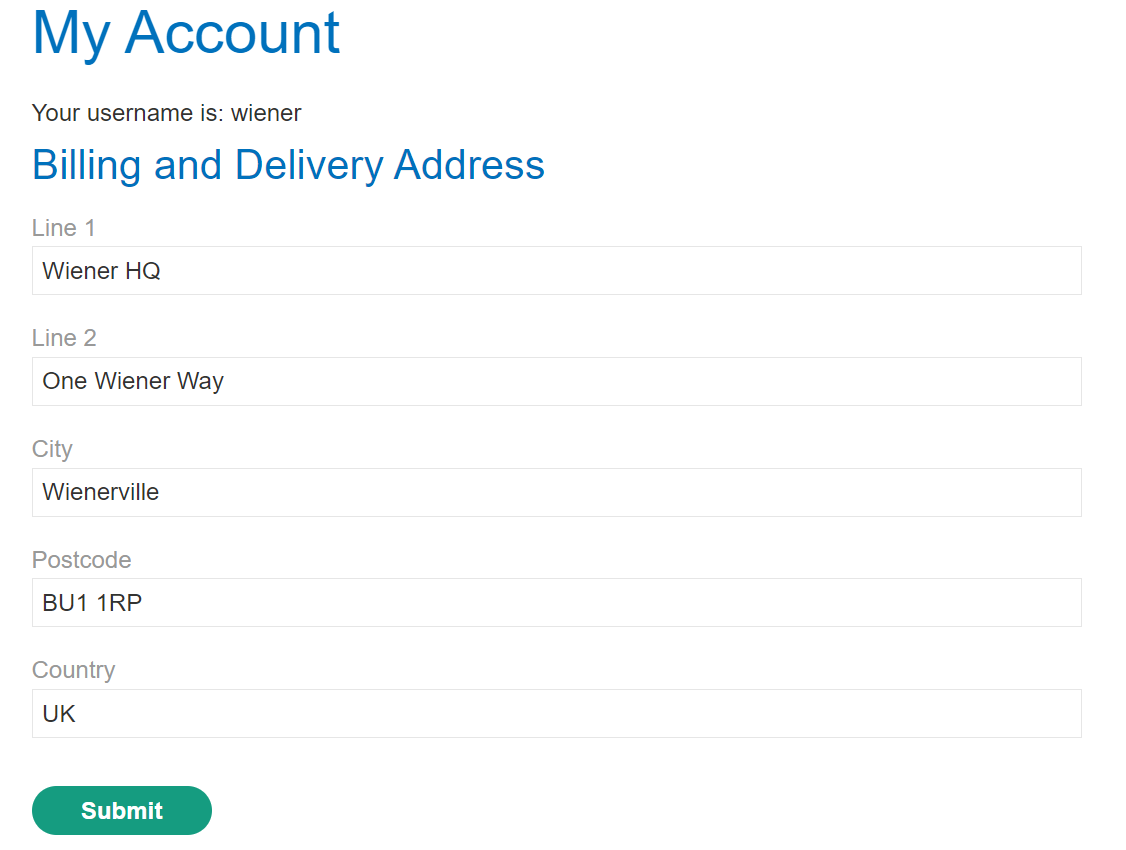 My Account
Your username is: wiener
Billing and Delivery Address
Line 1
Wiener HQ
Line 2
One Wiener Way
City
Wienerville
Postcode
BU1 1RP
Country
UK
Submit